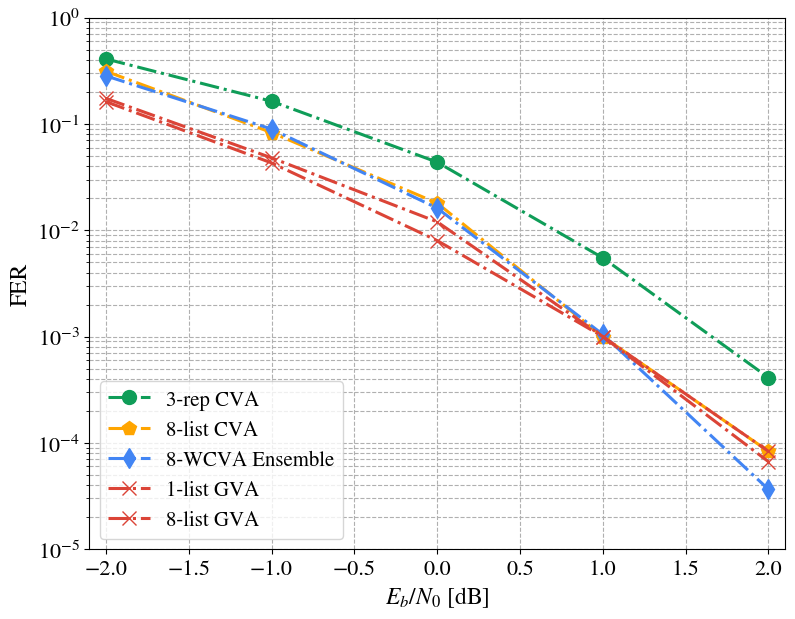 10^0
10^−1
10^−2
10^−3
10^−4
10^−5
FER
3-rep CVA
8-list CVA
8-WCVA Ensemble
1-list GVA
8-list GVA
−2.0 −1.5 −1.0 −0.5 0.0 0.5 1.0 1.5 2.0
E_b/N_0 [dB]